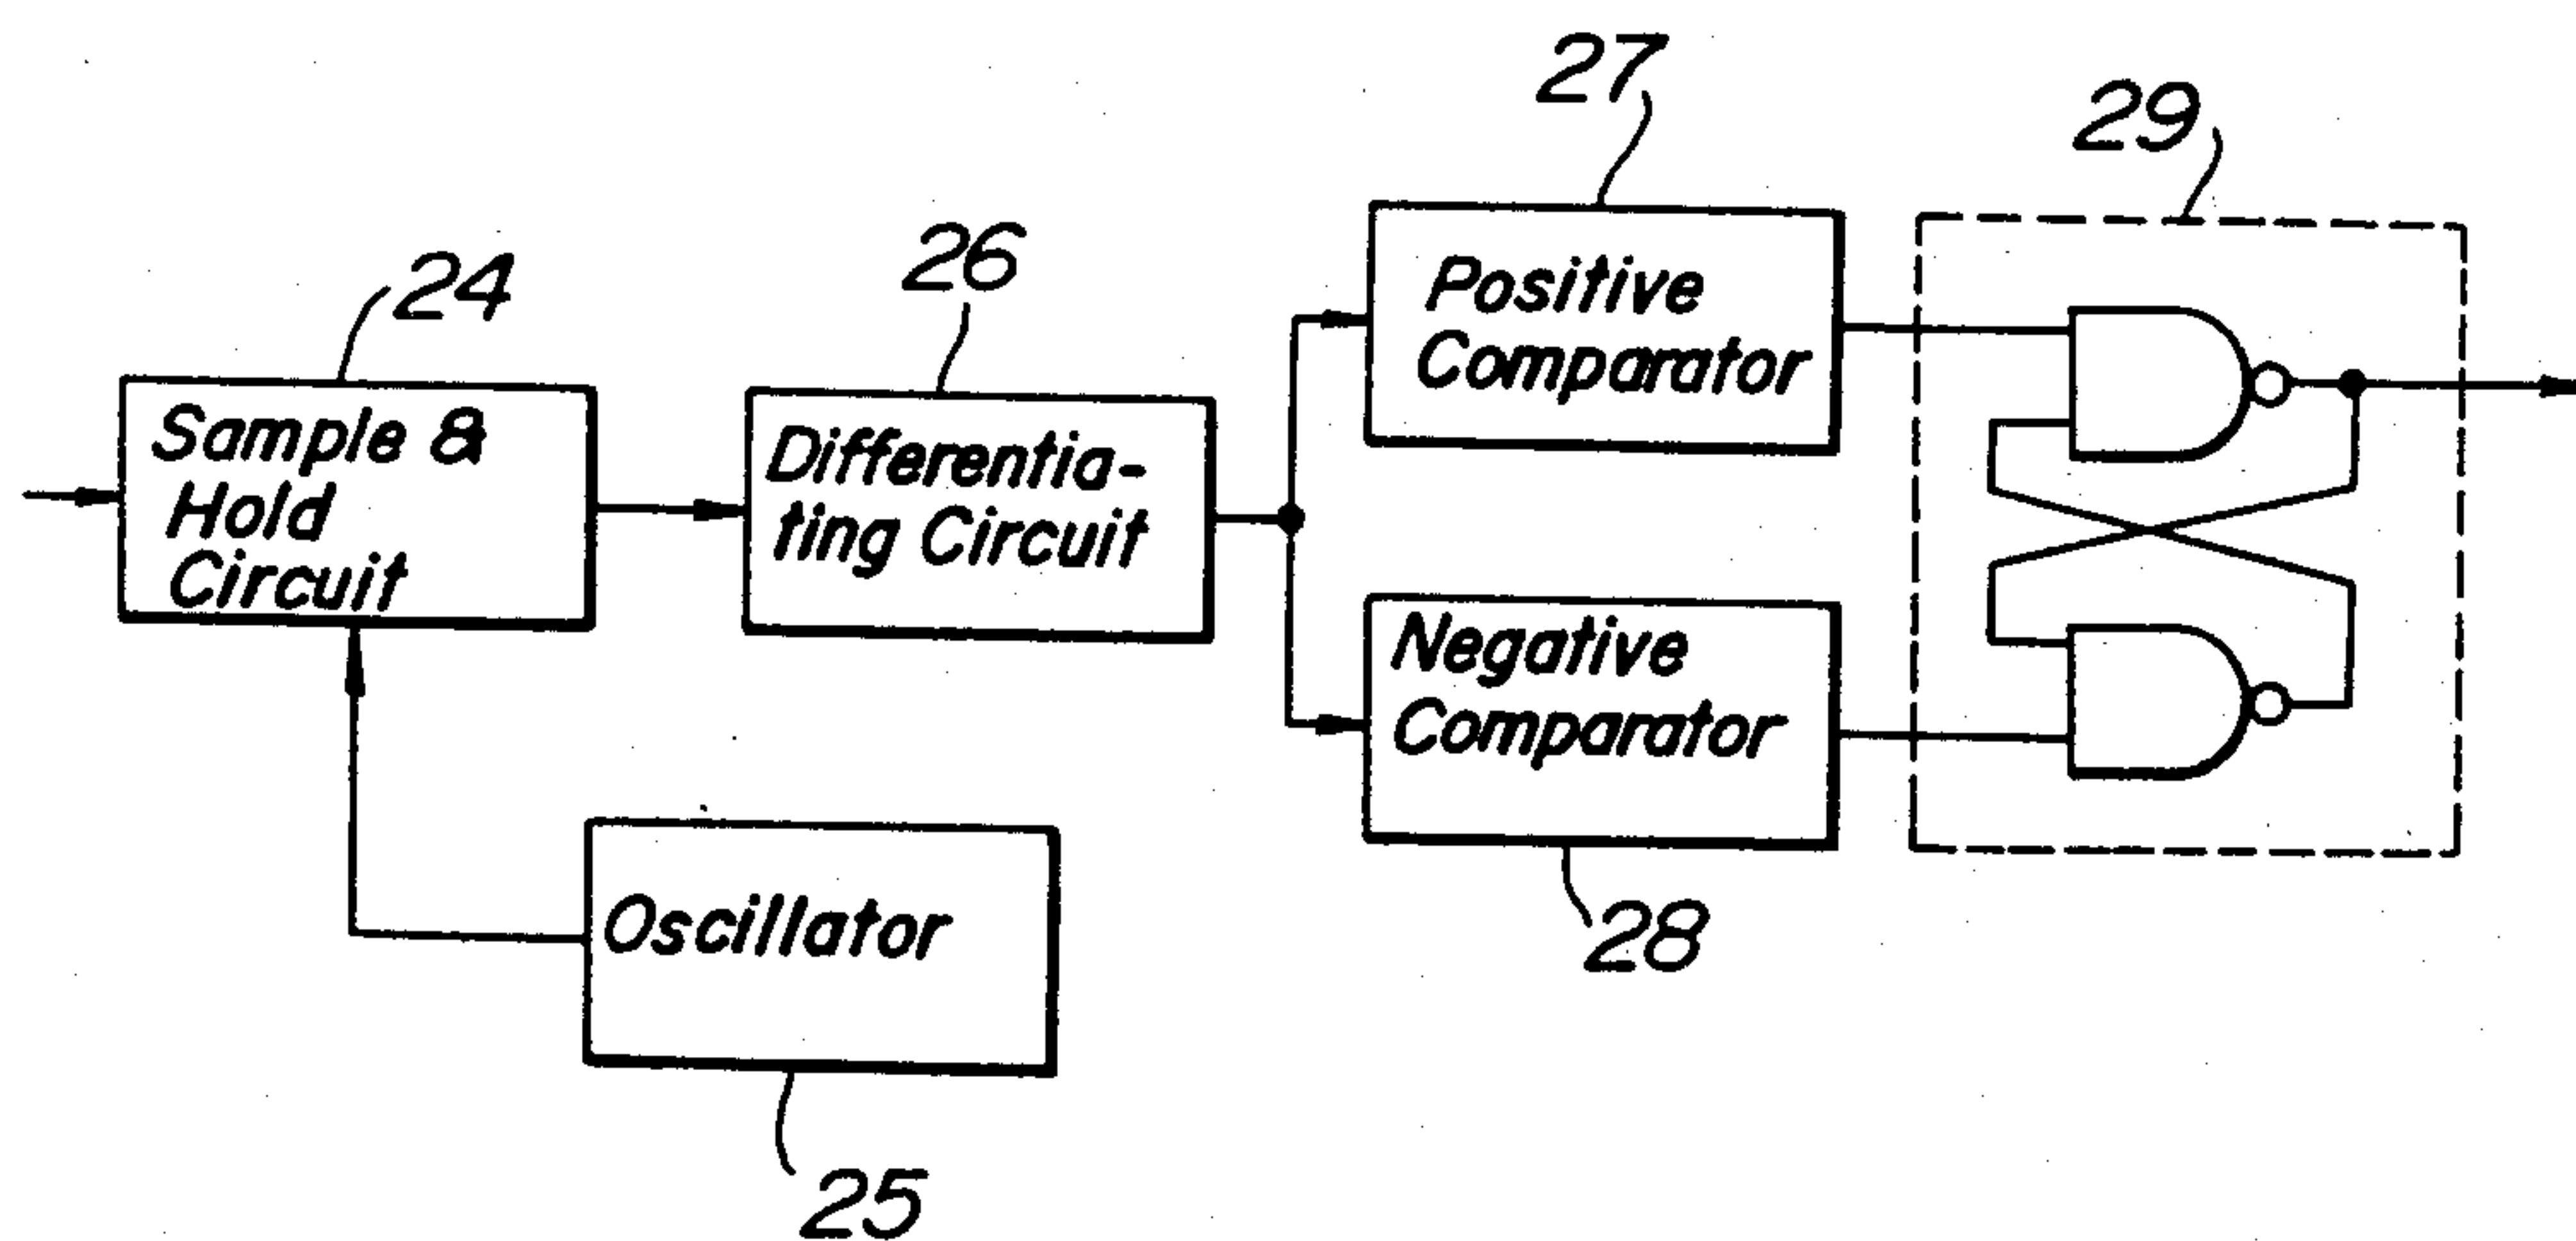 27
29
26
24
Positive
Comparator
Sample &
Hold
Circuit
Differentia-
ting Circuit
Negative
Comparator
Oscillator
28
25